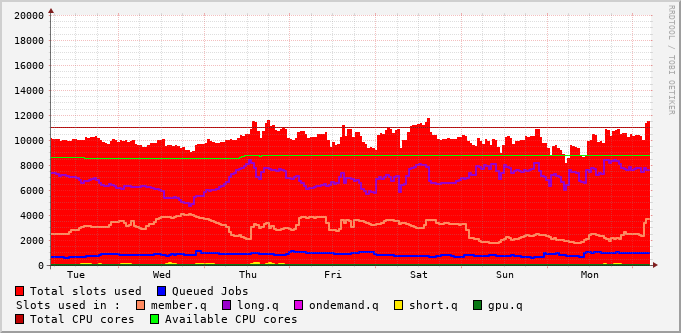 20000
18000
16000
14000
12000
10000
8000
6000
4000
2000
0
Tue Wed Thu Fri Sat Sun Mon
Total slots used Queued Jobs
Slots used in : member.q long.q ondemand.q short.q gpu.q
Total CPU cores Available CPU cores
RRDTOOL / TOBI OETIKER